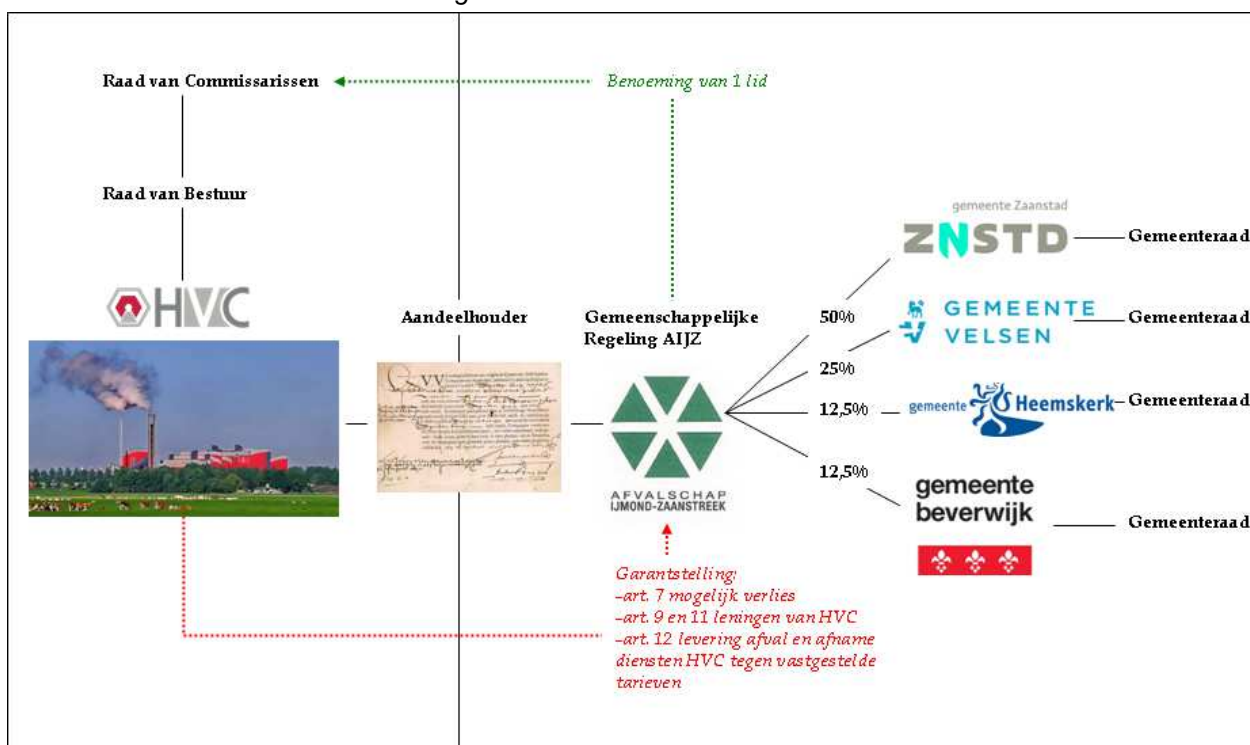 Raad van Commissarissen
Benoeming van 1 lid
Raad van Bestuur
HVC
Aandeelhouder
Gemeenschappelijke
Regeling AIJZ
AFVALSCHAP
IJMOND-ZAANSTREEK
50%
25%
12,5%
12,5%
gemeente Zaanstad
ZNSTD
Gemeenteraad
GEMEENTE
VELSEN
Gemeenteraad
gemeente Heemskerk
Gemeenteraad
gemeente
beverwijk
Gemeenteraad
Garantstelling:
-art. 7 mogelijk verlies
-art. 9 en 11 leningen van HVC
-art. 12 levering afval en afname
diensten HVC tegen vastgestelde
tarieven